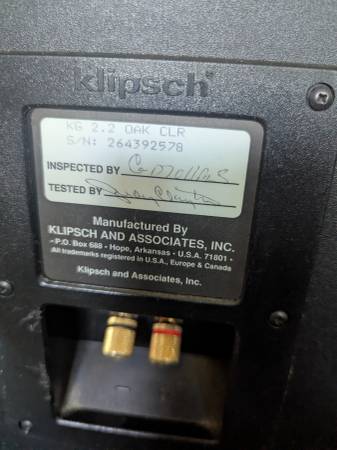 klipsch®
KG 2.2 OAK CLR
S/N: 264392578
INSPECTED BY
TESTED BY
Manufactured By
KLIPSCH AND ASSOCIATES, INC.
• P.O. Box 688 • Hope, Arkansas • U.S.A. 71801 •
All trademarks registered in U.S.A., Europe & Canada
Klipsch and Associates, Inc.